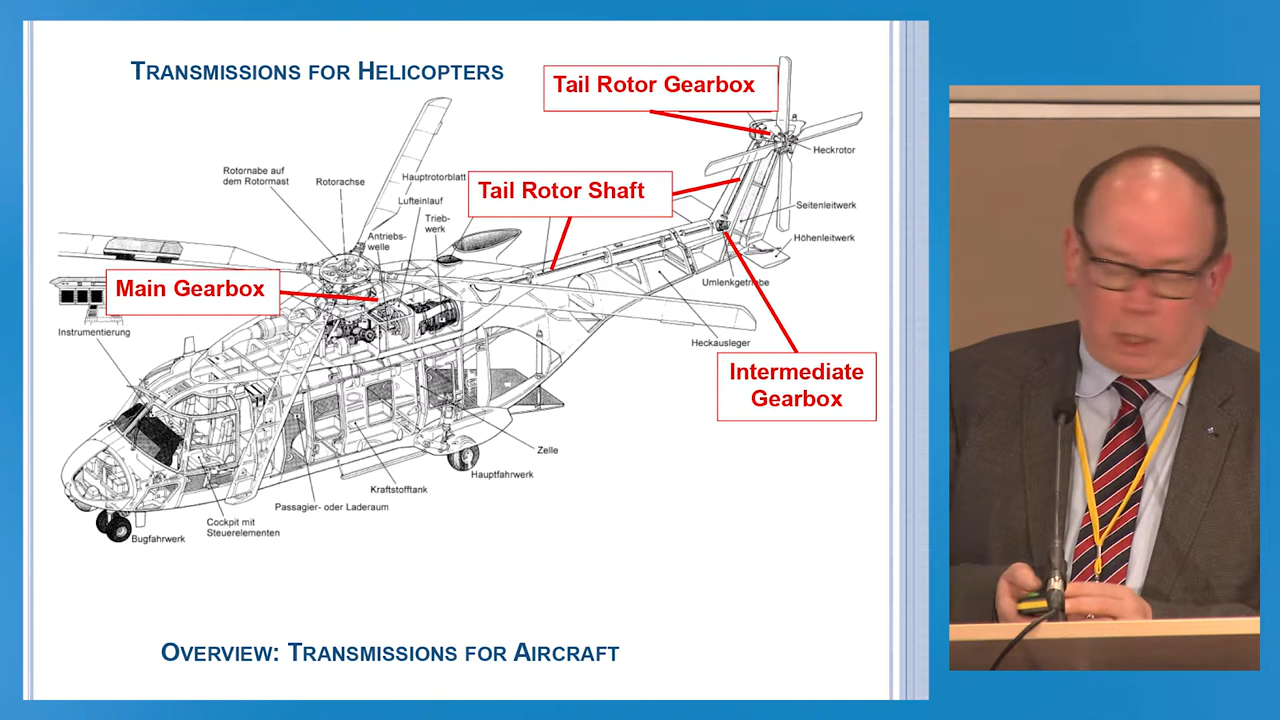 TRANSMISSIONS FOR HELICOPTERS
Tail Rotor Gearbox
Heckrotor
Rotornabe auf
dem Rotormast
Rotorachse
Hauptrotorblatt
Tail Rotor Shaft
Lufteinlauf
Seitenleitwerk
Trieb-
werk
Antriebs-
welle
Höhenleitwerk
Main Gearbox
Umlenkgetriebe
Instrumentierung
Heckausleger
Intermediate
Gearbox
Zelle
Hauptfahrwerk
Kraftstofftank
Passagier- oder Laderaum
Cockpit mit
Steuerelementen
Bugfahrwerk
OVERVIEW: TRANSMISSIONS FOR AIRCRAFT